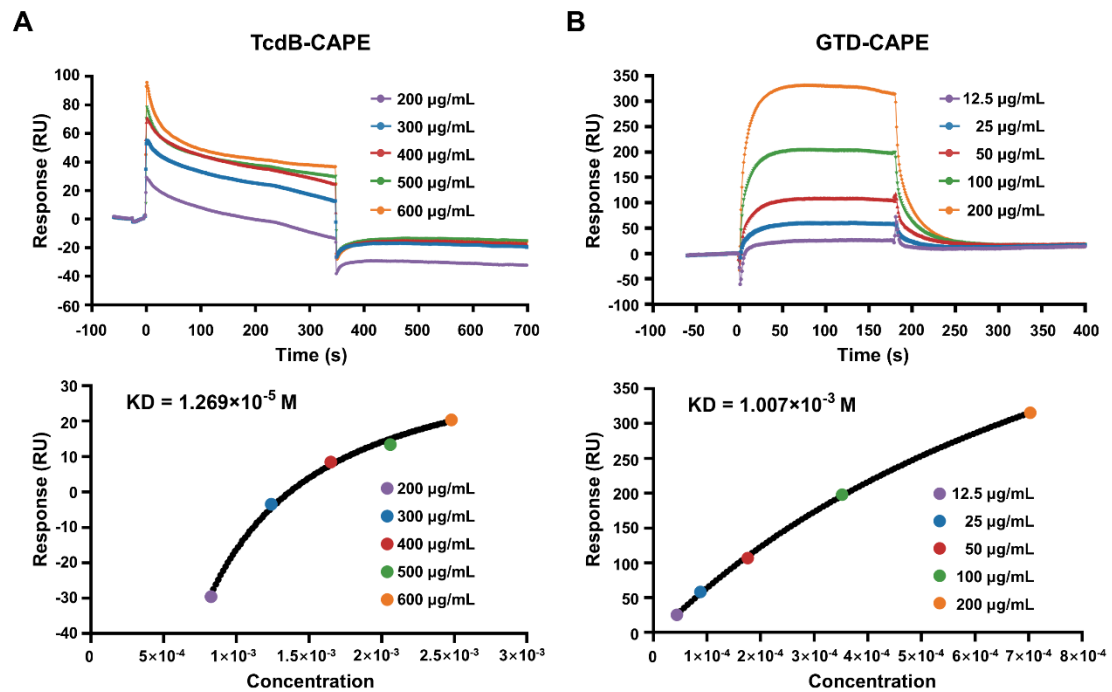 A
TcdB-CAPE
Response (RU)
100
80
60
40
20
0
-20
-40
-60
-100 0 100 200 300 400 500 600 700
Time (s)
200 µg/mL
300 µg/mL
400 µg/mL
500 µg/mL
600 µg/mL
B
GTD-CAPE
Response (RU)
350
300
250
200
150
100
50
0
-50
-100
-100 -50 0 50 100 150 200 250 300 350 400
Time (s)
12.5 µg/mL
25 µg/mL
50 µg/mL
100 µg/mL
200 µg/mL
KD = 1.269×10⁻⁵ M
Response (RU)
30
20
10
0
-10
-20
-30
-40
0 5×10⁻⁴ 1×10⁻³ 1.5×10⁻³ 2×10⁻³ 2.5×10⁻³ 3×10⁻³
Concentration
200 µg/mL
300 µg/mL
400 µg/mL
500 µg/mL
600 µg/mL
KD = 1.007×10⁻³ M
Response (RU)
350
300
250
200
150
100
50
0
0 1×10⁻⁴ 2×10⁻⁴ 3×10⁻⁴ 4×10⁻⁴ 5×10⁻⁴ 6×10⁻⁴ 7×10⁻⁴ 8×10⁻⁴
Concentration
12.5 µg/mL
25 µg/mL
50 µg/mL
100 µg/mL
200 µg/mL